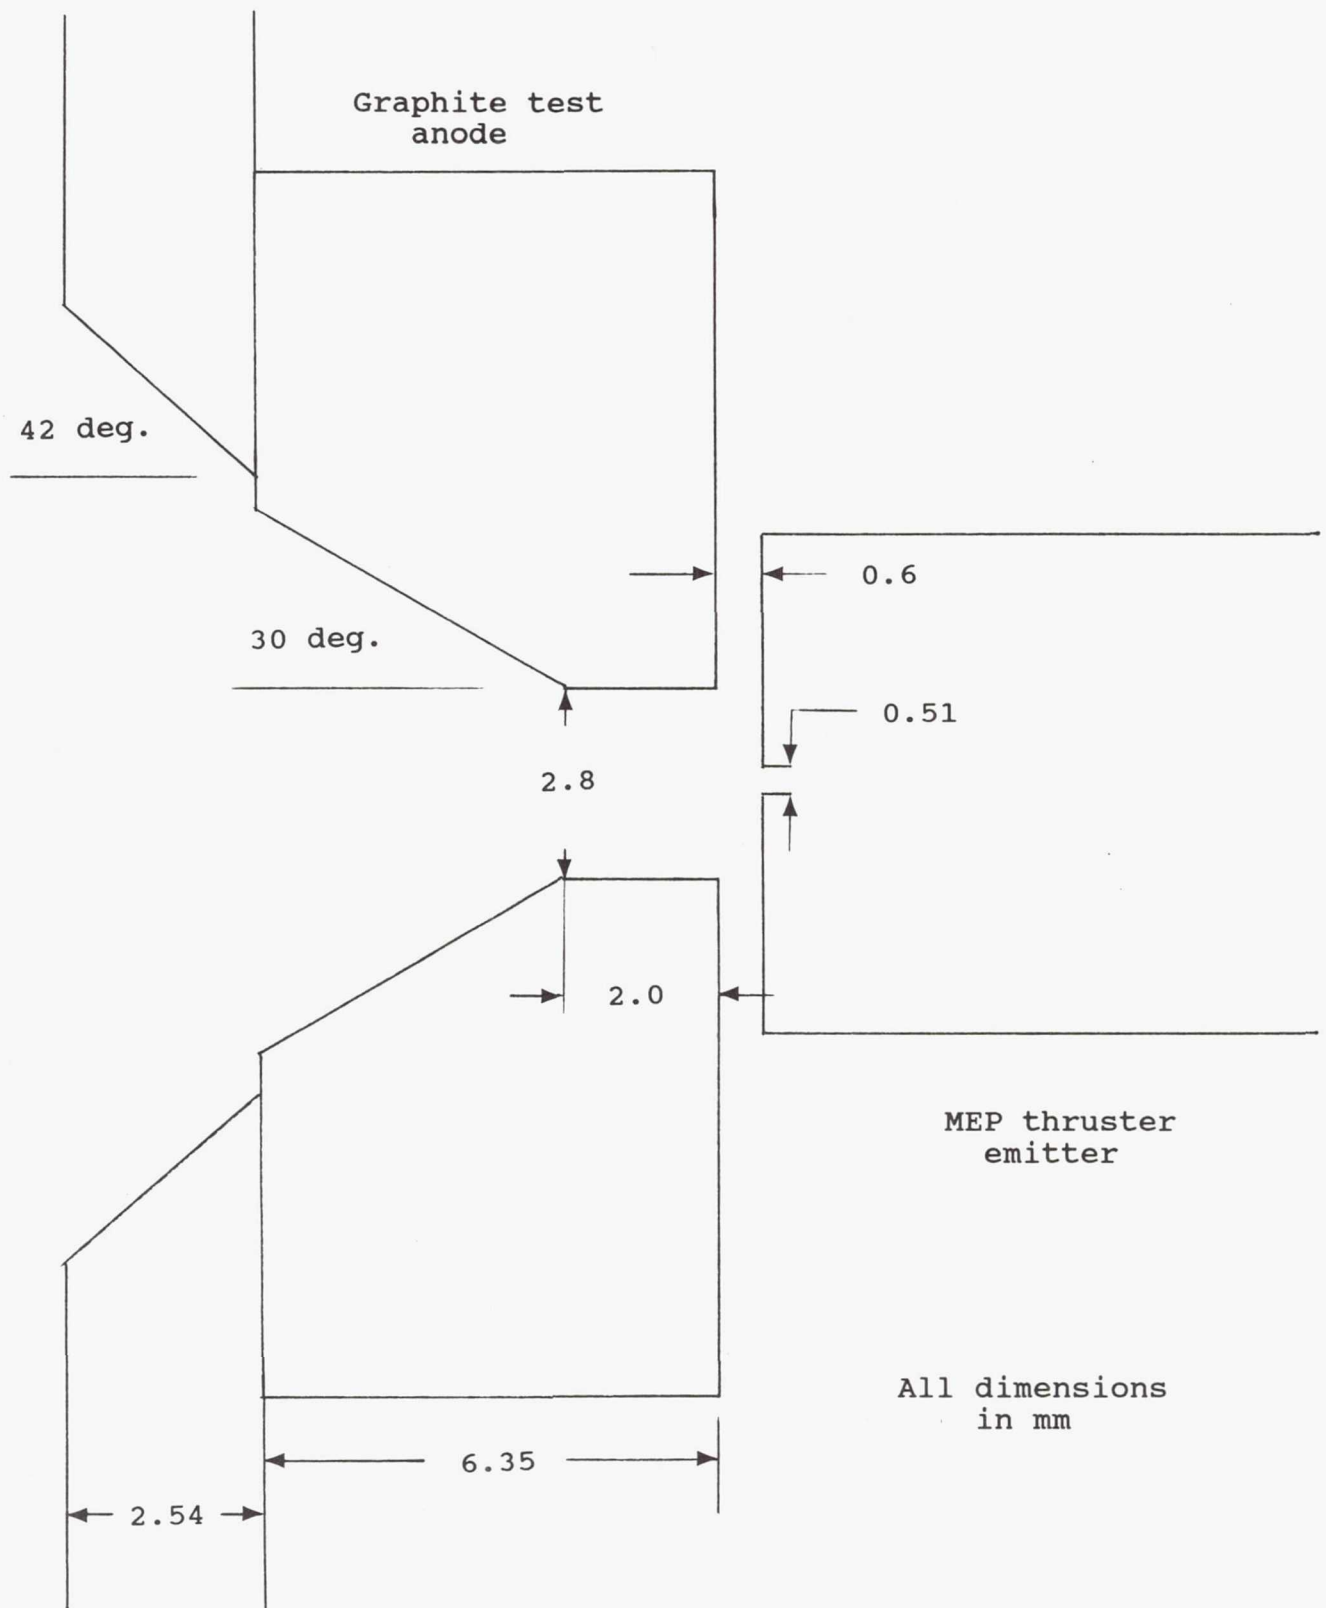 Graphite test
anode
42 deg.
0.6
30 deg.
0.51
2.8
2.0
MEP thruster
emitter
All dimensions
in mm
6.35
2.54